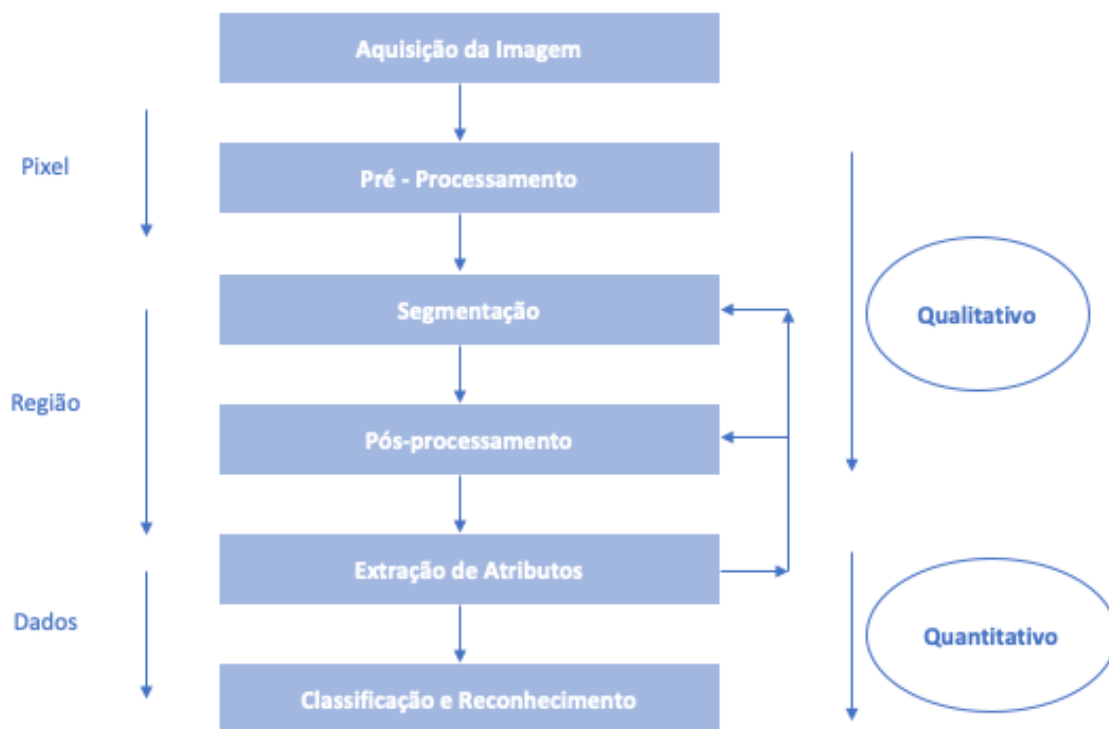 Aquisição da Imagem
Pixel
Pré - Processamento
Segmentação
Qualitativo
Região
Pós-processamento
Extração de Atributos
Dados
Quantitativo
Classificação e Reconhecimento